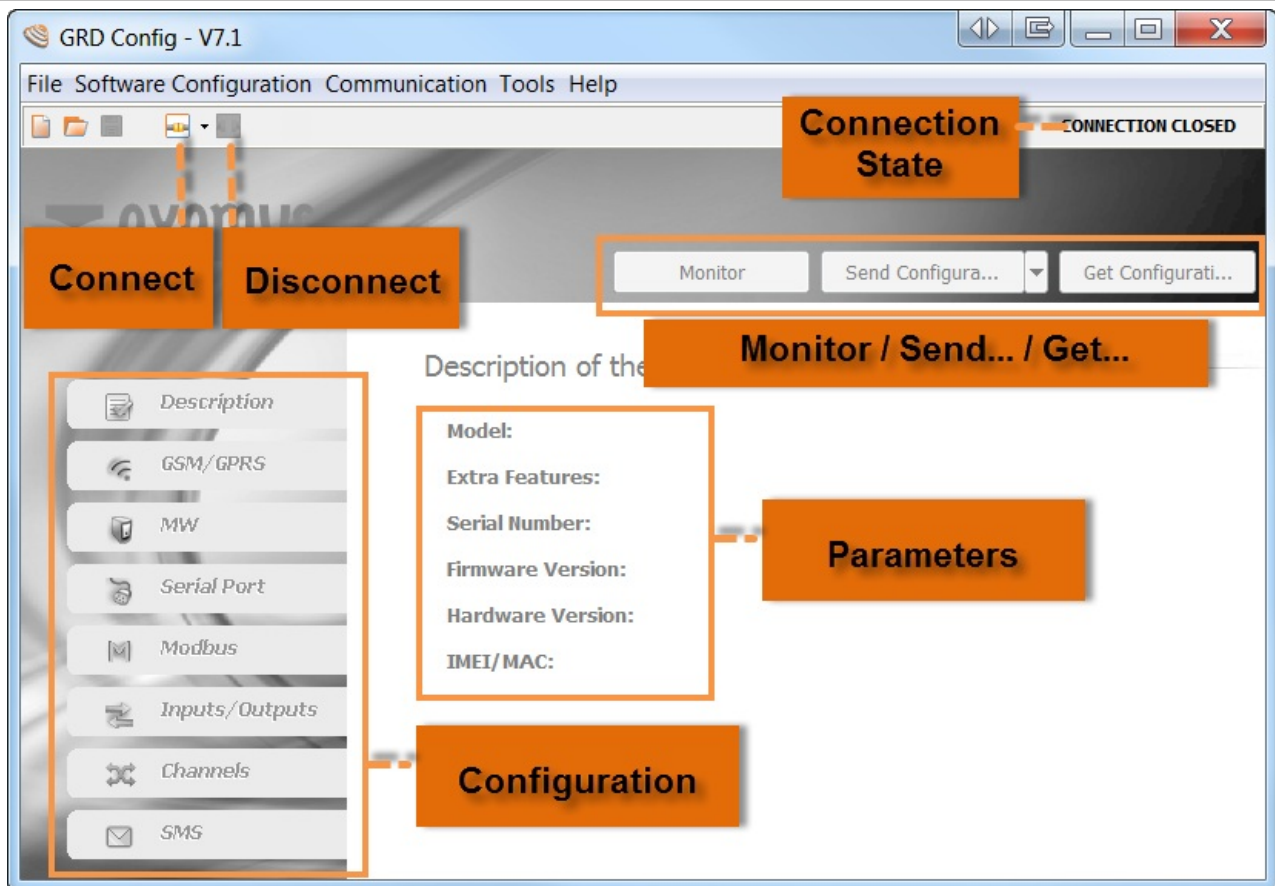 GRD Config - V7.1
File Software Configuration Communication Tools Help
Connection
State
CONNECTION CLOSED
Connect
Disconnect
Monitor
Send Configura...
Get Configurati...
Monitor / Send... / Get...
Description of the
Description
GSM/GPRS
MW
Serial Port
Modbus
Inputs/Outputs
Channels
SMS
Model:
Extra Features:
Serial Number:
Firmware Version:
Hardware Version:
IMEI/MAC:
Parameters
Configuration